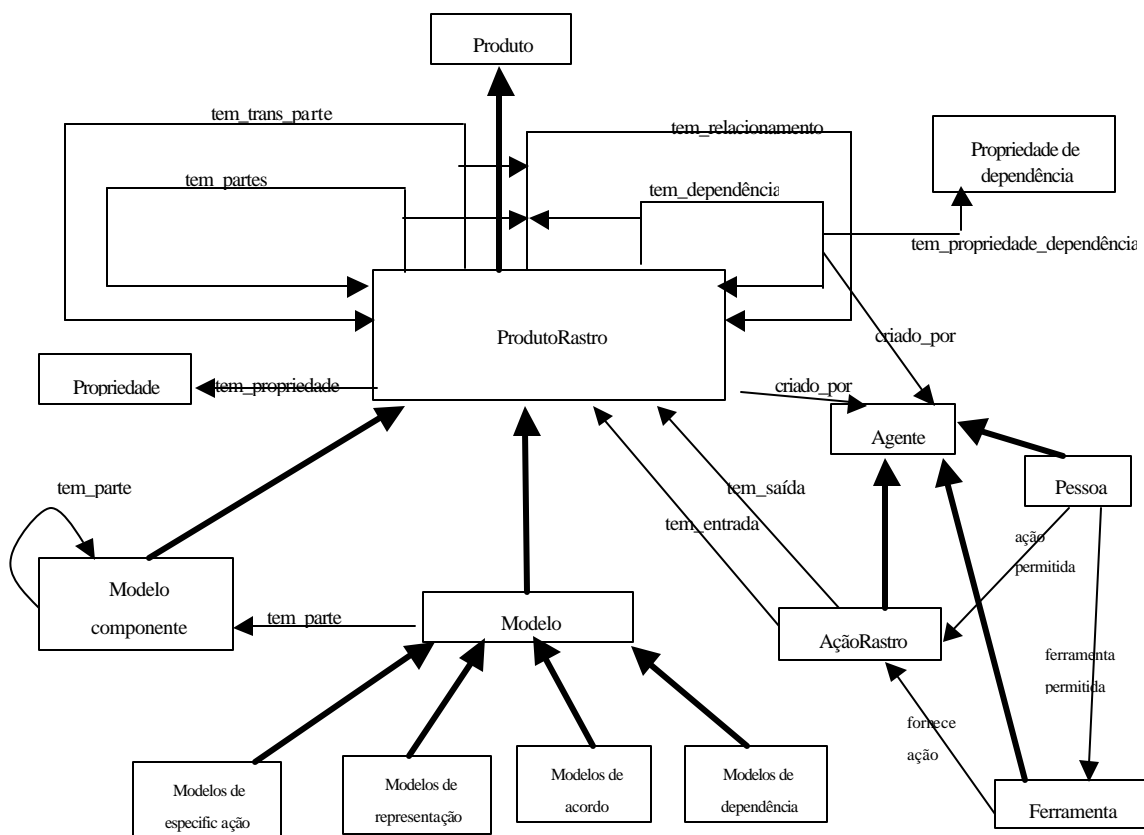 Produto
tem_trans_parte
tem_relacionamento
Propriedade de
dependência
tem_partes
tem_dependência
tem_propriedade_dependência
ProdutoRastro
criado_por
Propriedade
tem_propriedade
criado_por
Agente
Pessoa
tem_parte
tem_saída
tem_entrada
ação
permitida
Modelo
componente
tem_parte
Modelo
AçãoRastro
ferramenta
permitida
fornece
ação
Modelos de
especific ação
Modelos de
representação
Modelos de
acordo
Modelos de
dependência
Ferramenta